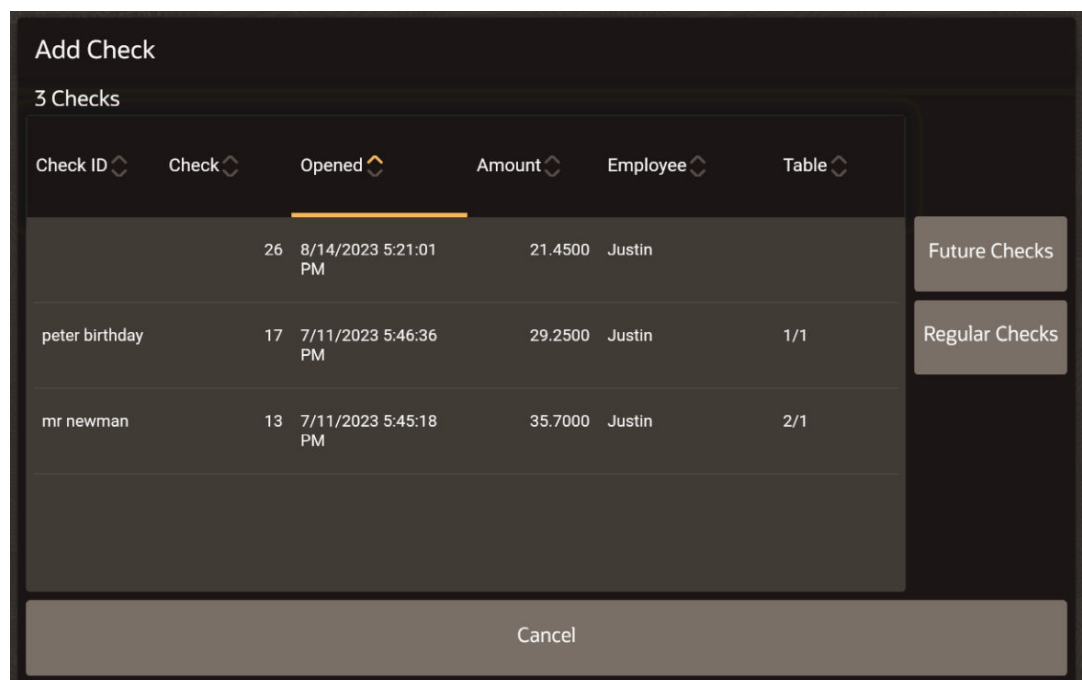 Add Check
3 Checks
Check ID Check Opened Amount Employee Table
26 8/14/2023 5:21:01 PM 21.4500 Justin
peter birthday 17 7/11/2023 5:46:36 PM 29.2500 Justin 1/1
mr newman 13 7/11/2023 5:45:18 PM 35.7000 Justin 2/1
Future Checks
Regular Checks
Cancel